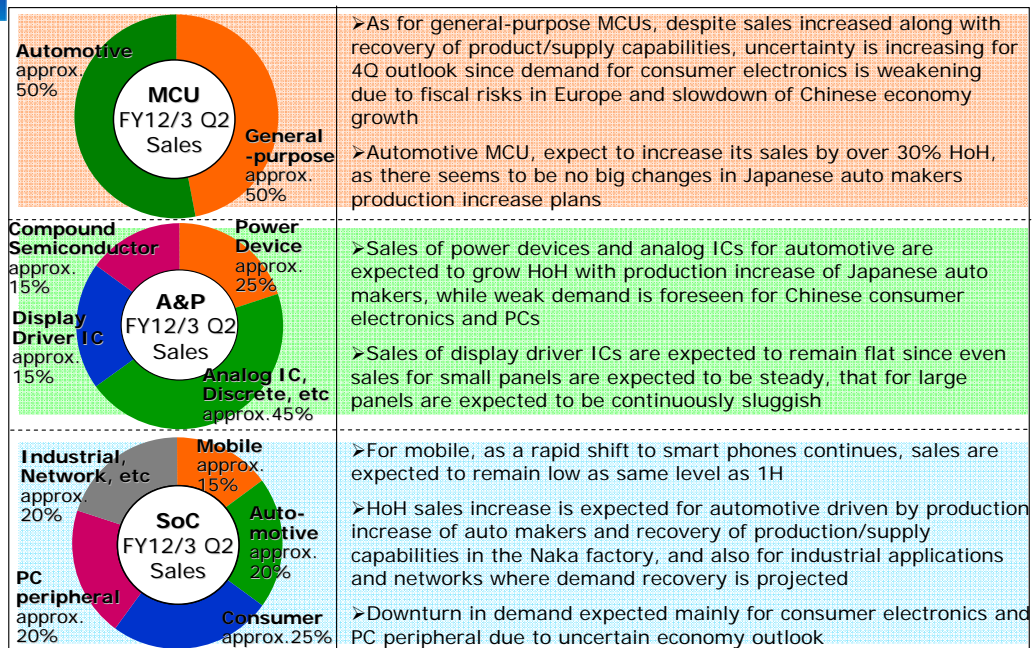 Automotive
approx.
50%
MCU
FY12/3 Q2
Sales
General
-purpose
approx.
50%
➢As for general-purpose MCUs, despite sales increased along with
recovery of product/supply capabilities, uncertainty is increasing for
4Q outlook since demand for consumer electronics is weakening
due to fiscal risks in Europe and slowdown of Chinese economy
growth
➢Automotive MCU, expect to increase its sales by over 30% HoH,
as there seems to be no big changes in Japanese auto makers
production increase plans
Compound
Semiconductor
approx.
15%
Power
Device
approx.
25%
A&P
FY12/3 Q2
Sales
Display
Driver IC
approx.
15%
Analog IC,
Discrete, etc
approx.45%
➢Sales of power devices and analog ICs for automotive are
expected to grow HoH with production increase of Japanese auto
makers, while weak demand is foreseen for Chinese consumer
electronics and PCs
➢Sales of display driver ICs are expected to remain flat since even
sales for small panels are expected to be steady, that for large
panels are expected to be continuously sluggish
Industrial,
Network, etc
approx.
20%
Mobile
approx.
15%
SoC
FY12/3 Q2
Sales
Auto-
motive
approx.
20%
PC
peripheral
approx.
20%
Consumer
approx.25%
➢For mobile, as a rapid shift to smart phones continues, sales are
expected to remain low as same level as 1H
➢HoH sales increase is expected for automotive driven by production
increase of auto makers and recovery of production/supply
capabilities in the Naka factory, and also for industrial applications
and networks where demand recovery is projected
➢Downturn in demand expected mainly for consumer electronics and
PC peripheral due to uncertain economy outlook